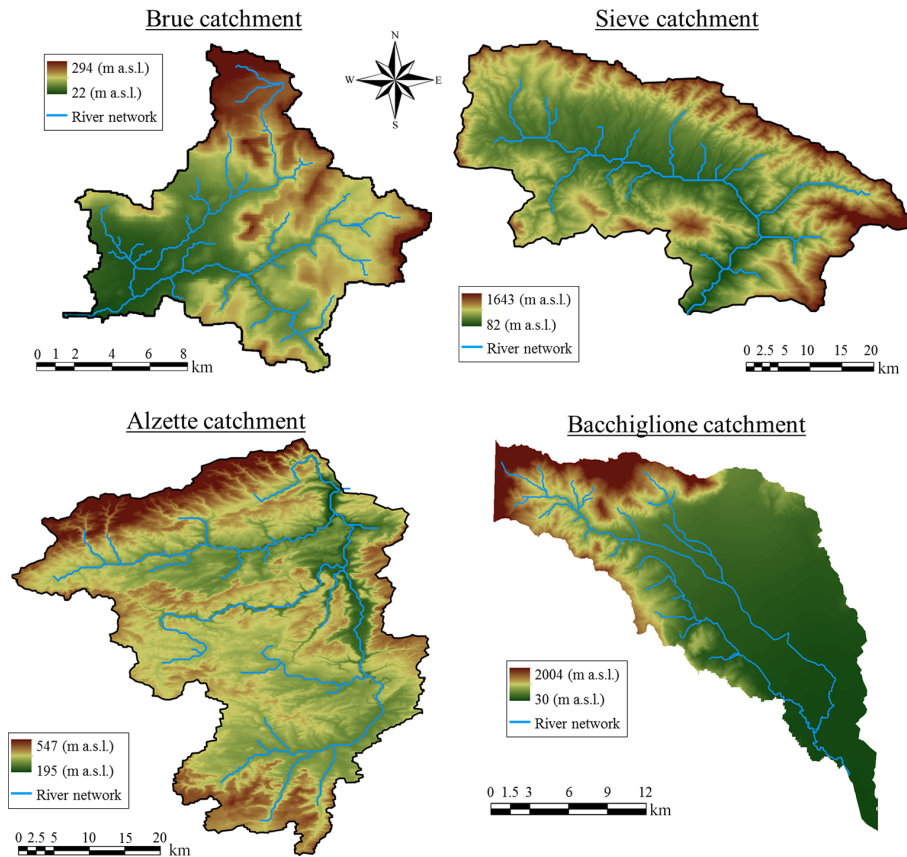 Brue catchment
294 (m a.s.l.)
22 (m a.s.l.)
River network
N
W E
S
0 1 2 4 6 8
km
Sieve catchment
1643 (m a.s.l.)
82 (m a.s.l.)
River network
0 2.5 5 10 15 20
km
Alzette catchment
547 (m a.s.l.)
195 (m a.s.l.)
River network
0 2.5 5 10 15 20
km
Bacchiglione catchment
2004 (m a.s.l.)
30 (m a.s.l.)
River network
0 1.5 3 6 9 12
km